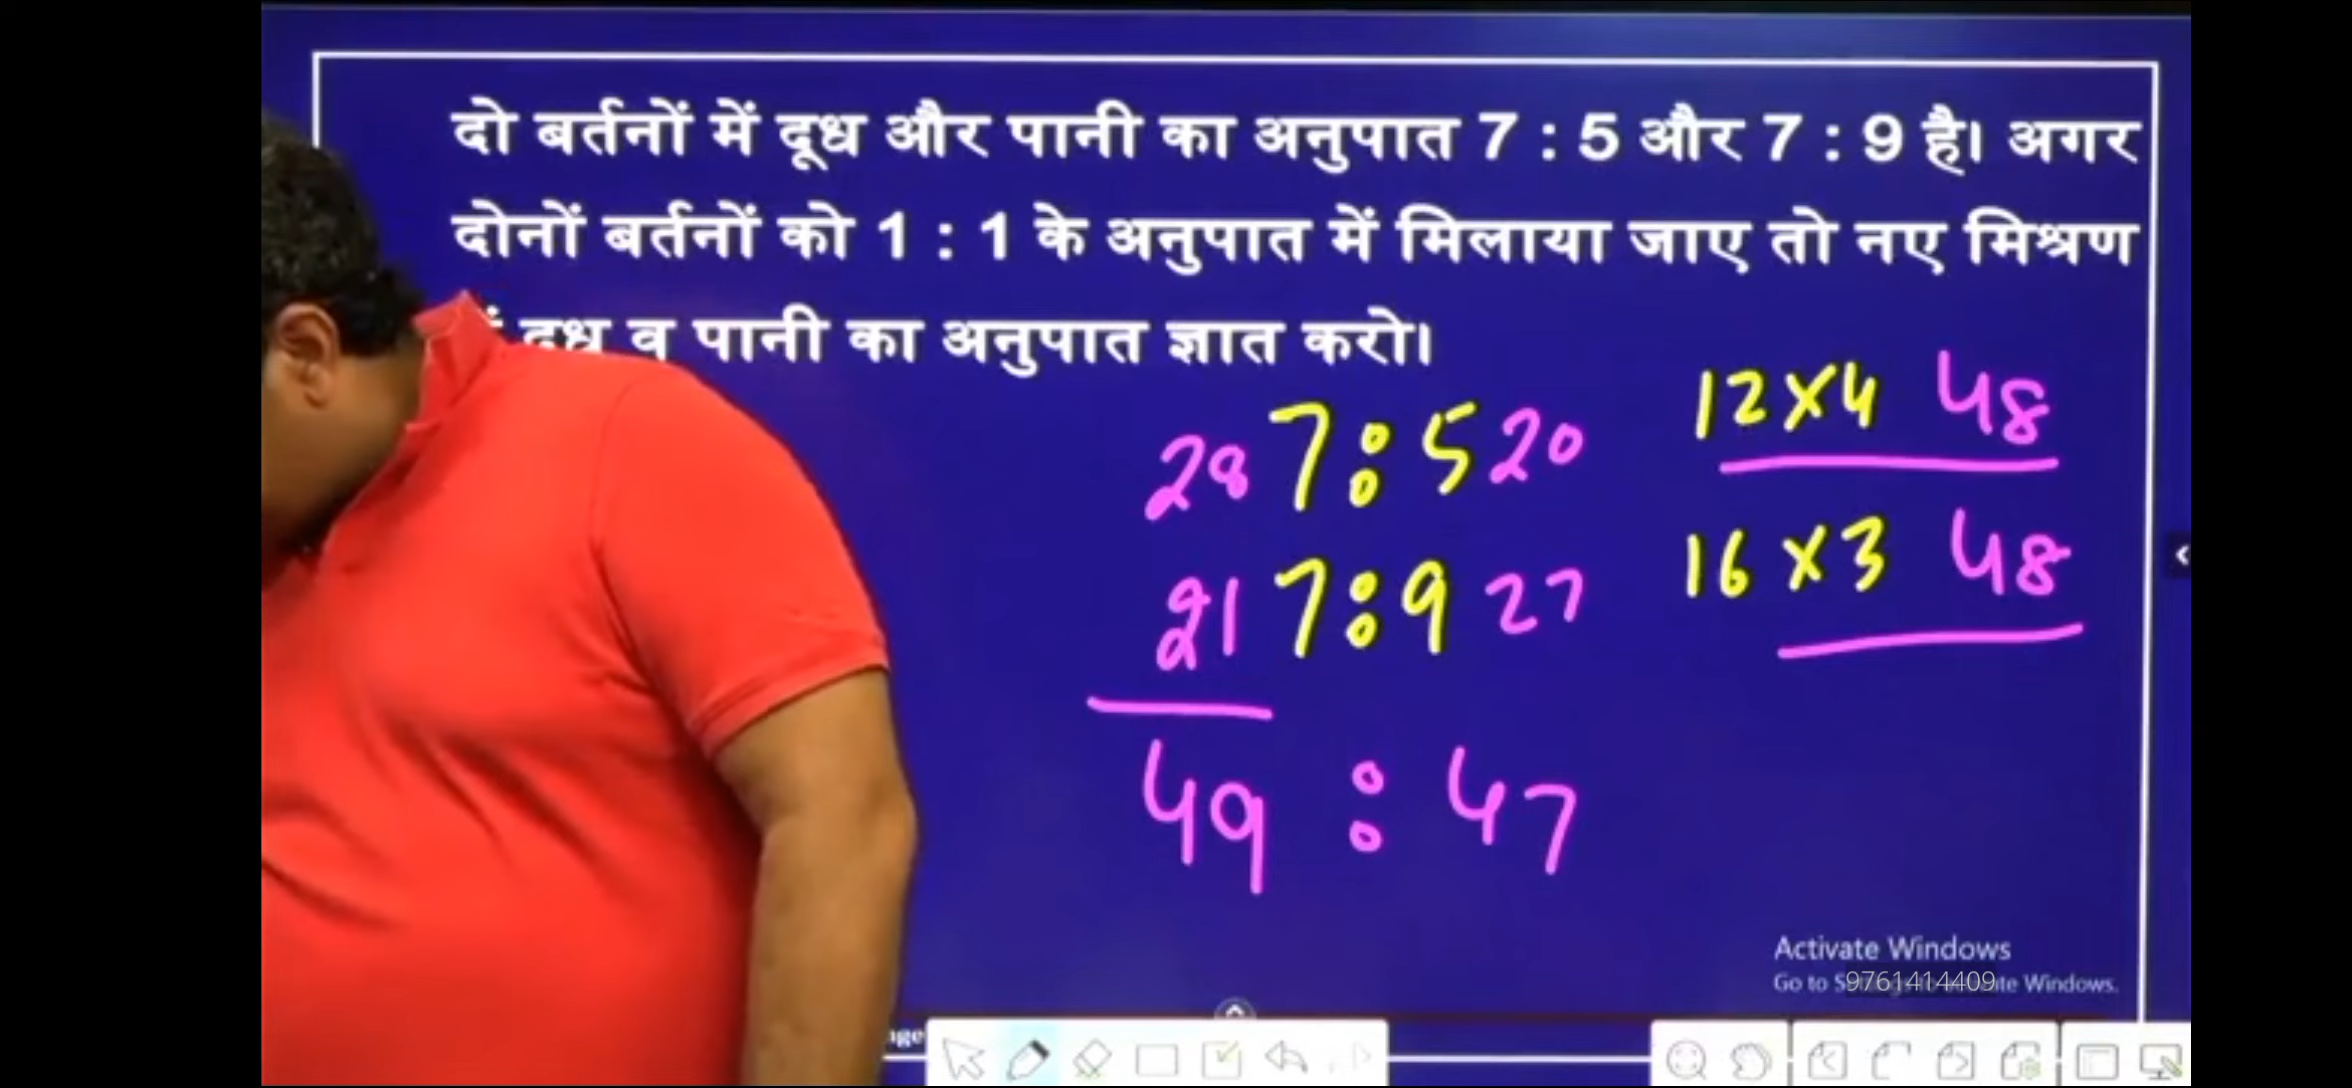 दो बर्तनों में दूध और पानी का अनुपात 7 : 5 और 7 : 9 है। अगर
दोनों बर्तनों को 1 : 1 के अनुपात में मिलाया जाए तो नए मिश्रण
दूध व पानी का अनुपात ज्ञात करो।
28 7 : 5 20 12 x 4 48
21 7 : 9 27 16 x 3 48
49 : 47
Activate Windows
Go to S 9761414409 te Windows.